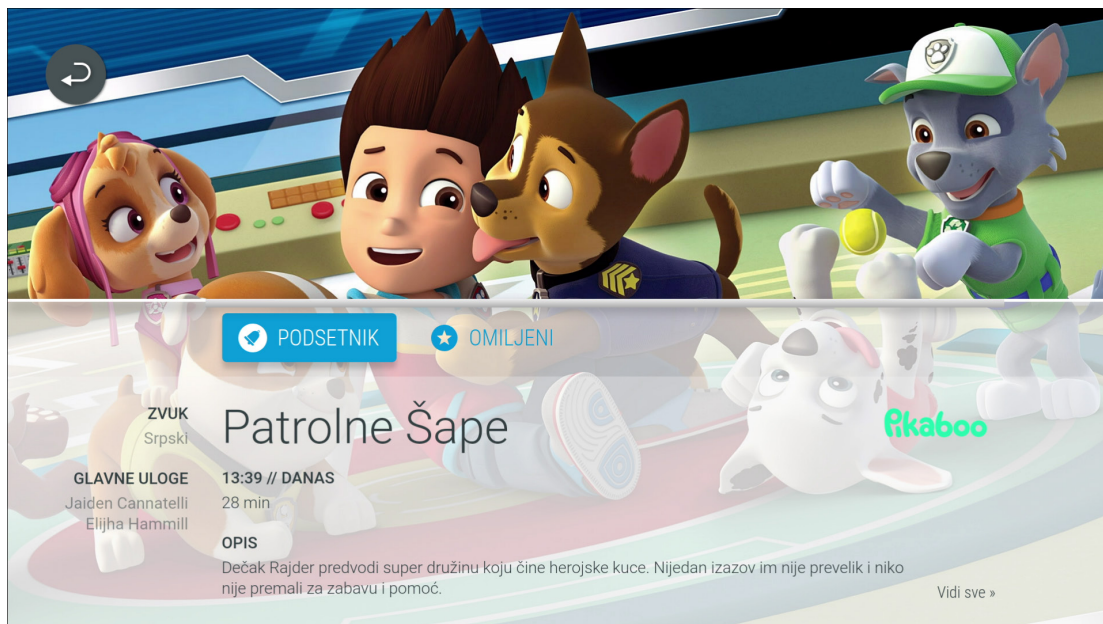 PODSETNIK
OMILJENI
ZVUK
Srpski
GLAVNE ULOGE
Jaiden Cannatelli
Elijha Hammill
Patrolne Šape
Pikaboo
13:39 // DANAS
28 min
OPIS
Dečak Rajder predvodi super družinu koju čine herojske kuce. Nijedan izazov im nije prevelik i niko
nije premali za zabavu i pomoć.
Vidi sve »